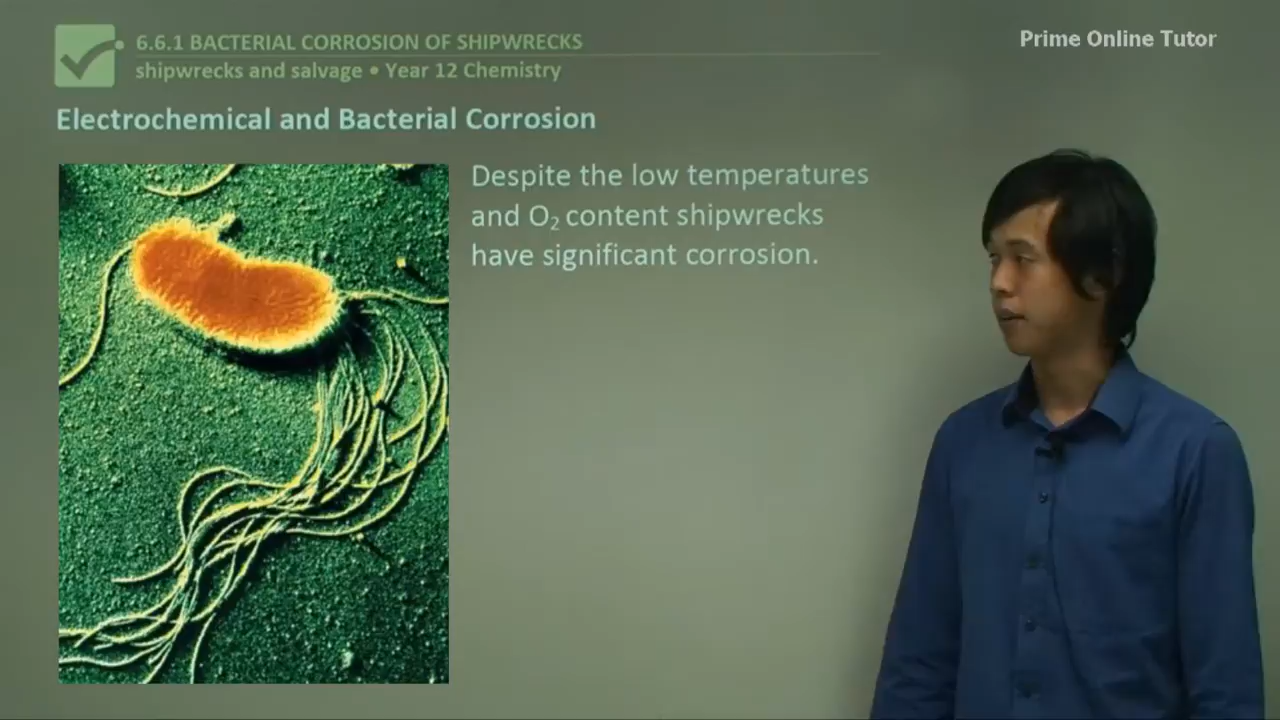 6.6.1 BACTERIAL CORROSION OF SHIPWRECKS
shipwrecks and salvage • Year 12 Chemistry
Prime Online Tutor
Electrochemical and Bacterial Corrosion
Despite the low temperatures
and O₂ content shipwrecks
have significant corrosion.